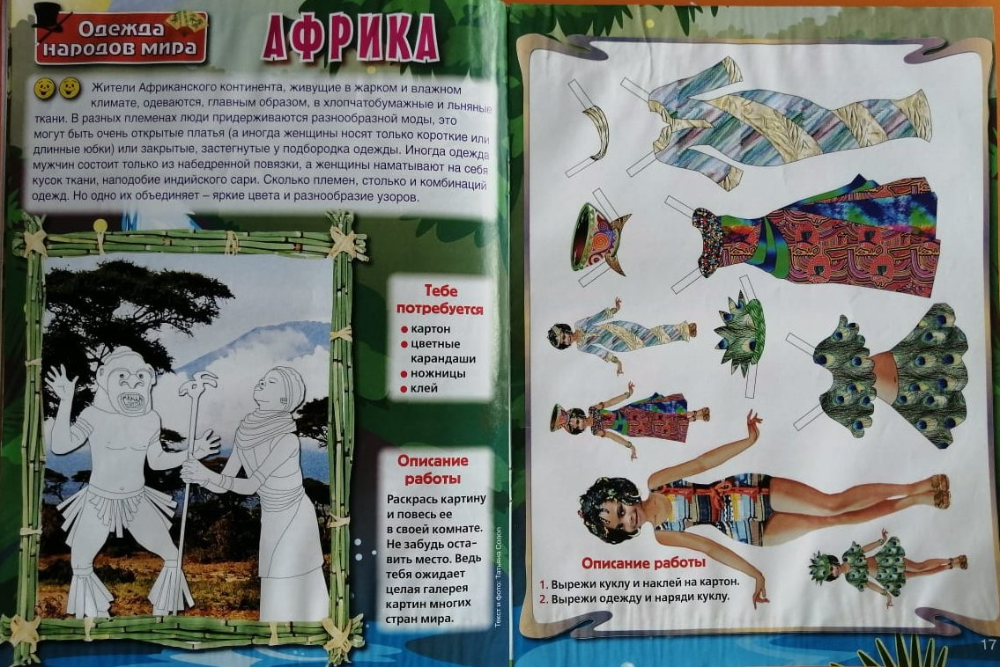 Одежда
народов мира
АФРИКА
Жители Африканского континента, живущие в жарком и влажном
климате, одеваются, главным образом, в хлопчатобумажные и льняные
ткани. В разных племенах люди придерживаются разнообразной моды, это
могут быть очень открытые платья (а иногда женщины носят только короткие или
длинные юбки) или закрытые, застегнутые у подбородка одежды. Иногда одежда
мужчин состоит только из набедренной повязки, а женщины наматывают на себя
кусок ткани, наподобие индийского сари. Сколько племен, столько и комбинаций
одежд. Но одно их объединяет – яркие цвета и разнообразие узоров.
Тебе
потребуется
● картон
● цветные
карандаши
● ножницы
● клей
Описание
работы
Раскрась картину
и повесь ее
в своей комнате.
Не забудь оста-
вить место. Ведь
тебя ожидает
целая галерея
картин многих
стран мира.
Текст и фото: Татьяна Солюп
Описание работы
1. Вырежи куклу и наклей на картон.
2. Вырежи одежду и наряди куклу.
17